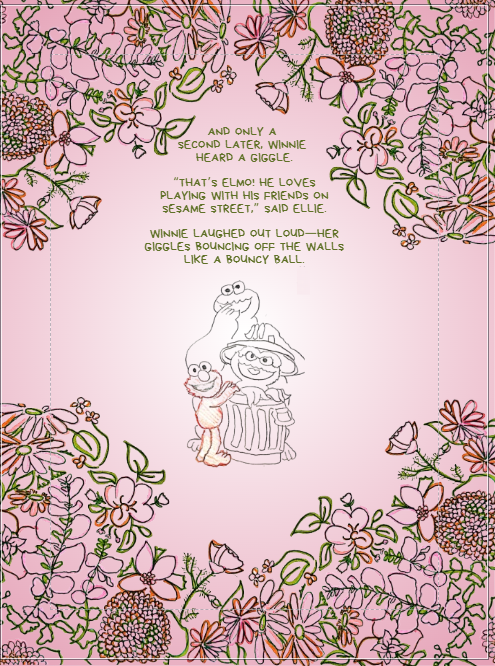 AND ONLY A
SECOND LATER, WINNIE
HEARD A GIGGLE.
"THAT'S ELMO! HE LOVES
PLAYING WITH HIS FRIENDS ON
SESAME STREET," SAID ELLIE.
WINNIE LAUGHED OUT LOUD—HER
GIGGLES BOUNCING OFF THE WALLS
LIKE A BOUNCY BALL.